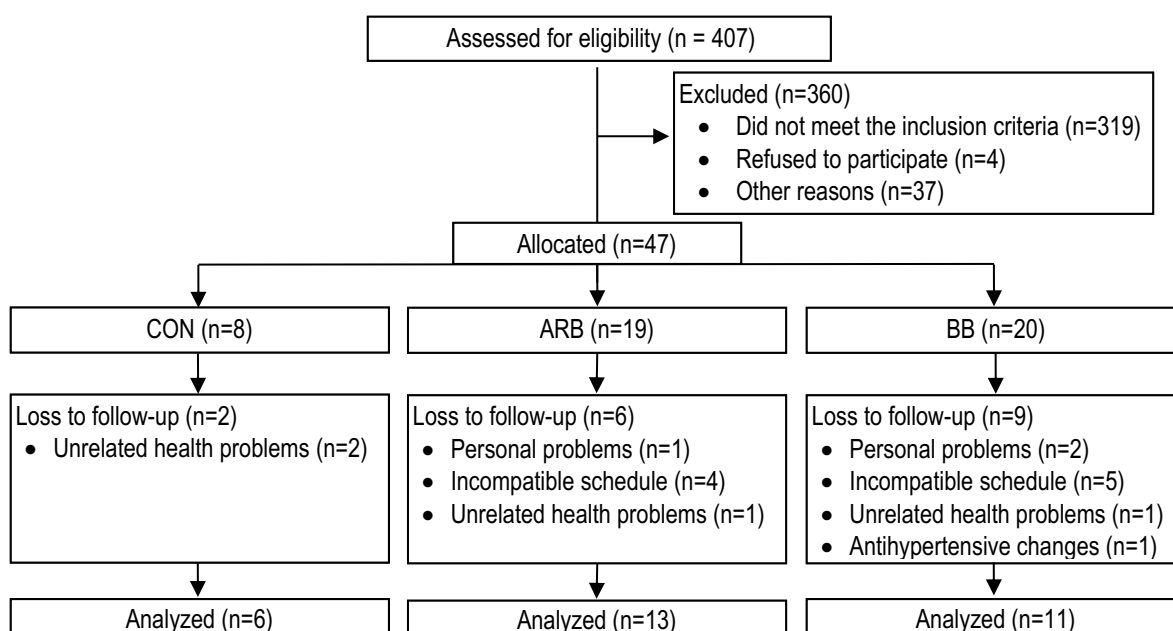 Assessed for eligibility (n = 407)
Excluded (n=360)
• Did not meet the inclusion criteria (n=319)
• Refused to participate (n=4)
• Other reasons (n=37)
Allocated (n=47)
CON (n=8)
ARB (n=19)
BB (n=20)
Loss to follow-up (n=2)
• Unrelated health problems (n=2)
Loss to follow-up (n=6)
• Personal problems (n=1)
• Incompatible schedule (n=4)
• Unrelated health problems (n=1)
Loss to follow-up (n=9)
• Personal problems (n=2)
• Incompatible schedule (n=5)
• Unrelated health problems (n=1)
• Antihypertensive changes (n=1)
Analyzed (n=6)
Analyzed (n=13)
Analyzed (n=11)